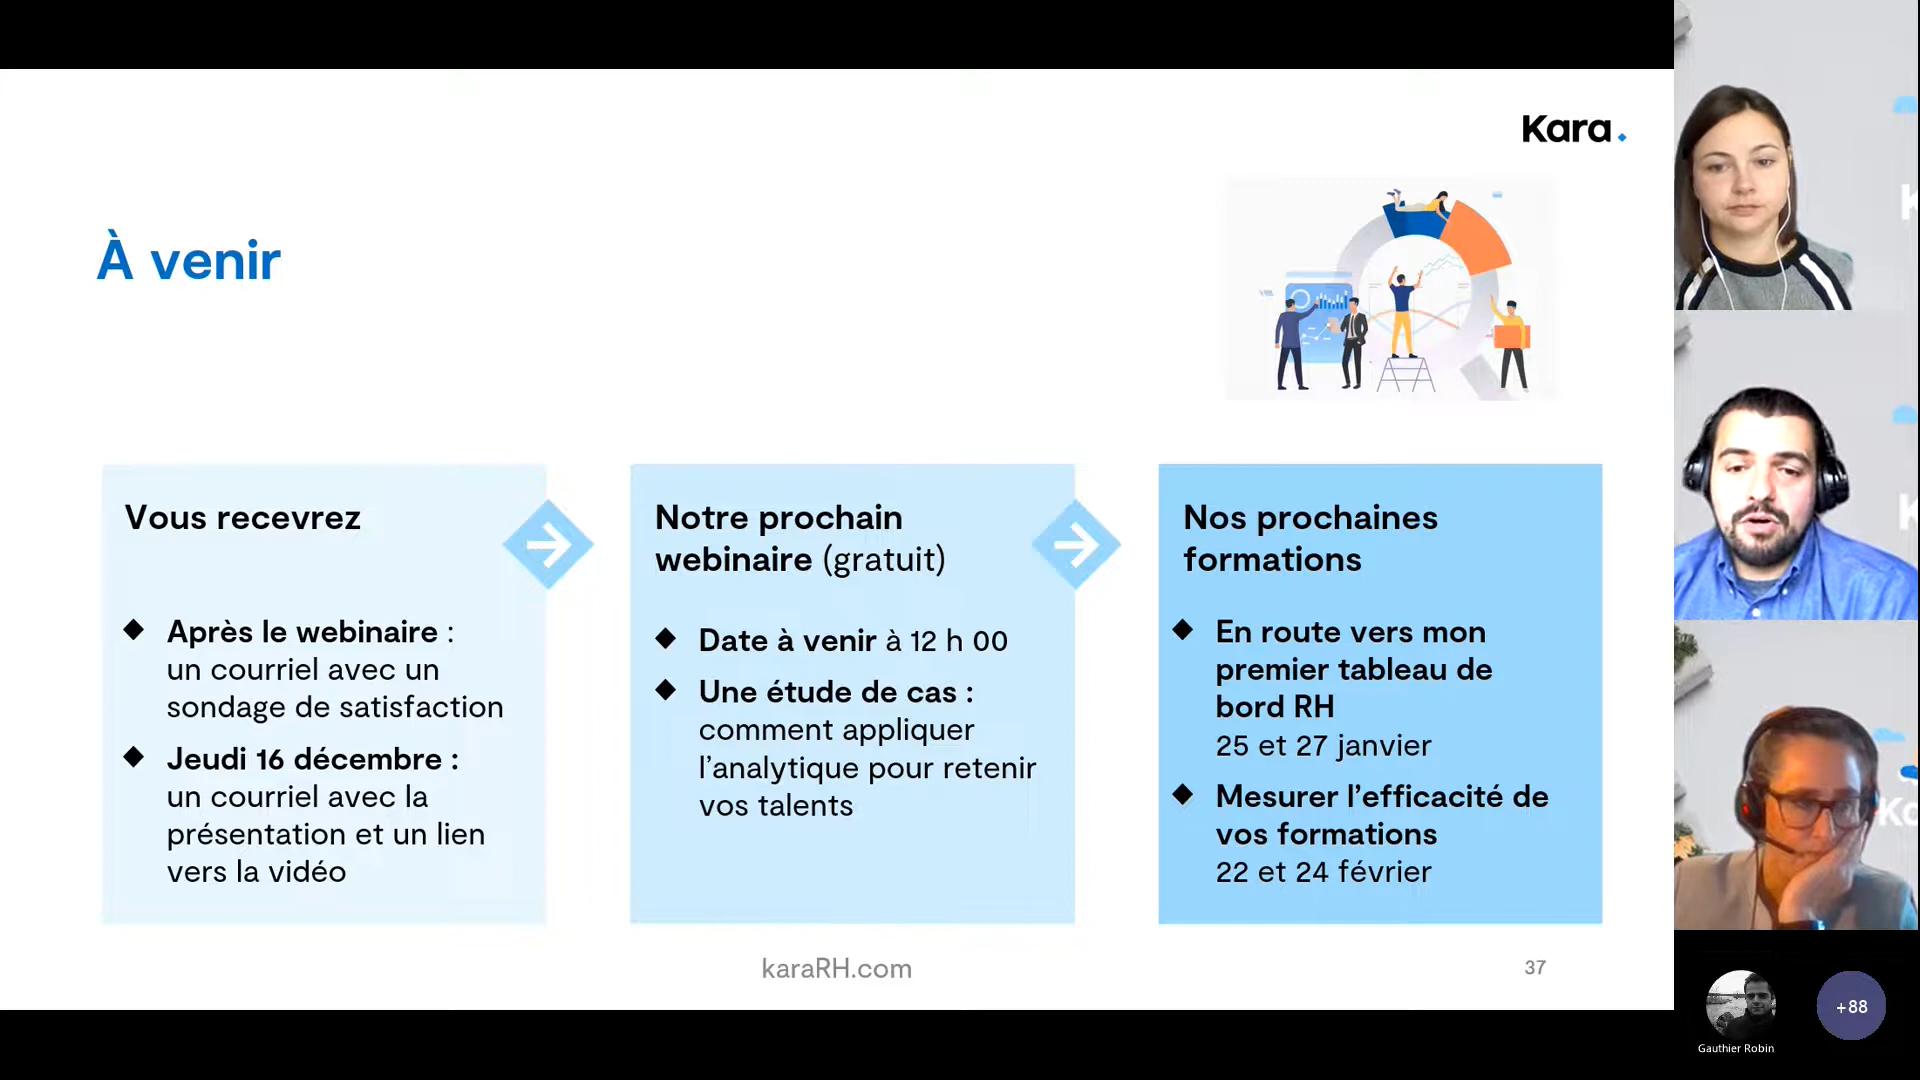 Kara.
À venir
Vous recevrez
Après le webinaire :
un courriel avec un
sondage de satisfaction
Jeudi 16 décembre :
un courriel avec la
présentation et un lien
vers la vidéo
Notre prochain
webinaire (gratuit)
Date à venir à 12 h 00
Une étude de cas :
comment appliquer
l’analytique pour retenir
vos talents
Nos prochaines
formations
En route vers mon
premier tableau de
bord RH
25 et 27 janvier
Mesurer l’efficacité de
vos formations
22 et 24 février
karaRH.com
37
+88
Gauthier Robin